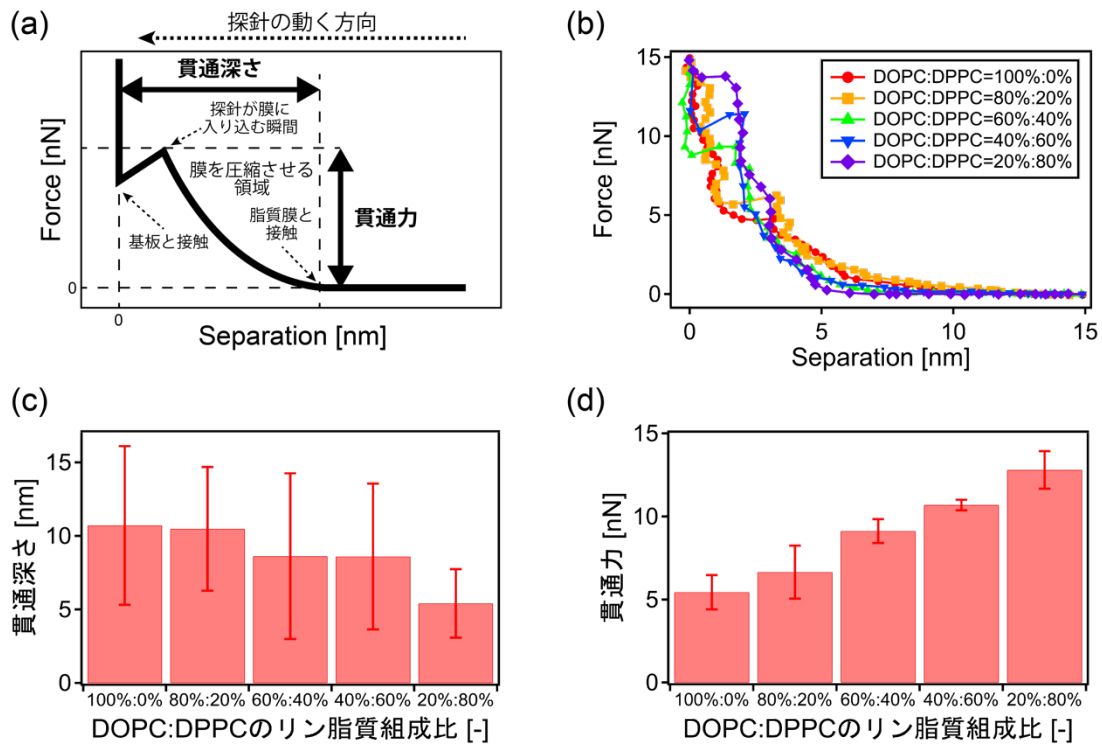 (a)
探針の動く方向
貫通深さ
探針が膜に
入り込む瞬間
膜を圧縮させる
領域
貫通力
脂質膜と
接触
基板と接触
Force [nN]
0
0
Separation [nm]
(b)
15
10
5
0
Force [nN]
DOPC:DPPC=100%:0%
DOPC:DPPC=80%:20%
DOPC:DPPC=60%:40%
DOPC:DPPC=40%:60%
DOPC:DPPC=20%:80%
0 5 10 15
Separation [nm]
(c)
15
10
5
0
貫通深さ [nm]
100%:0% 80%:20% 60%:40% 40%:60% 20%:80%
DOPC:DPPCのリン脂質組成比 [-]
(d)
15
10
5
0
貫通力 [nN]
100%:0% 80%:20% 60%:40% 40%:60% 20%:80%
DOPC:DPPCのリン脂質組成比 [-]